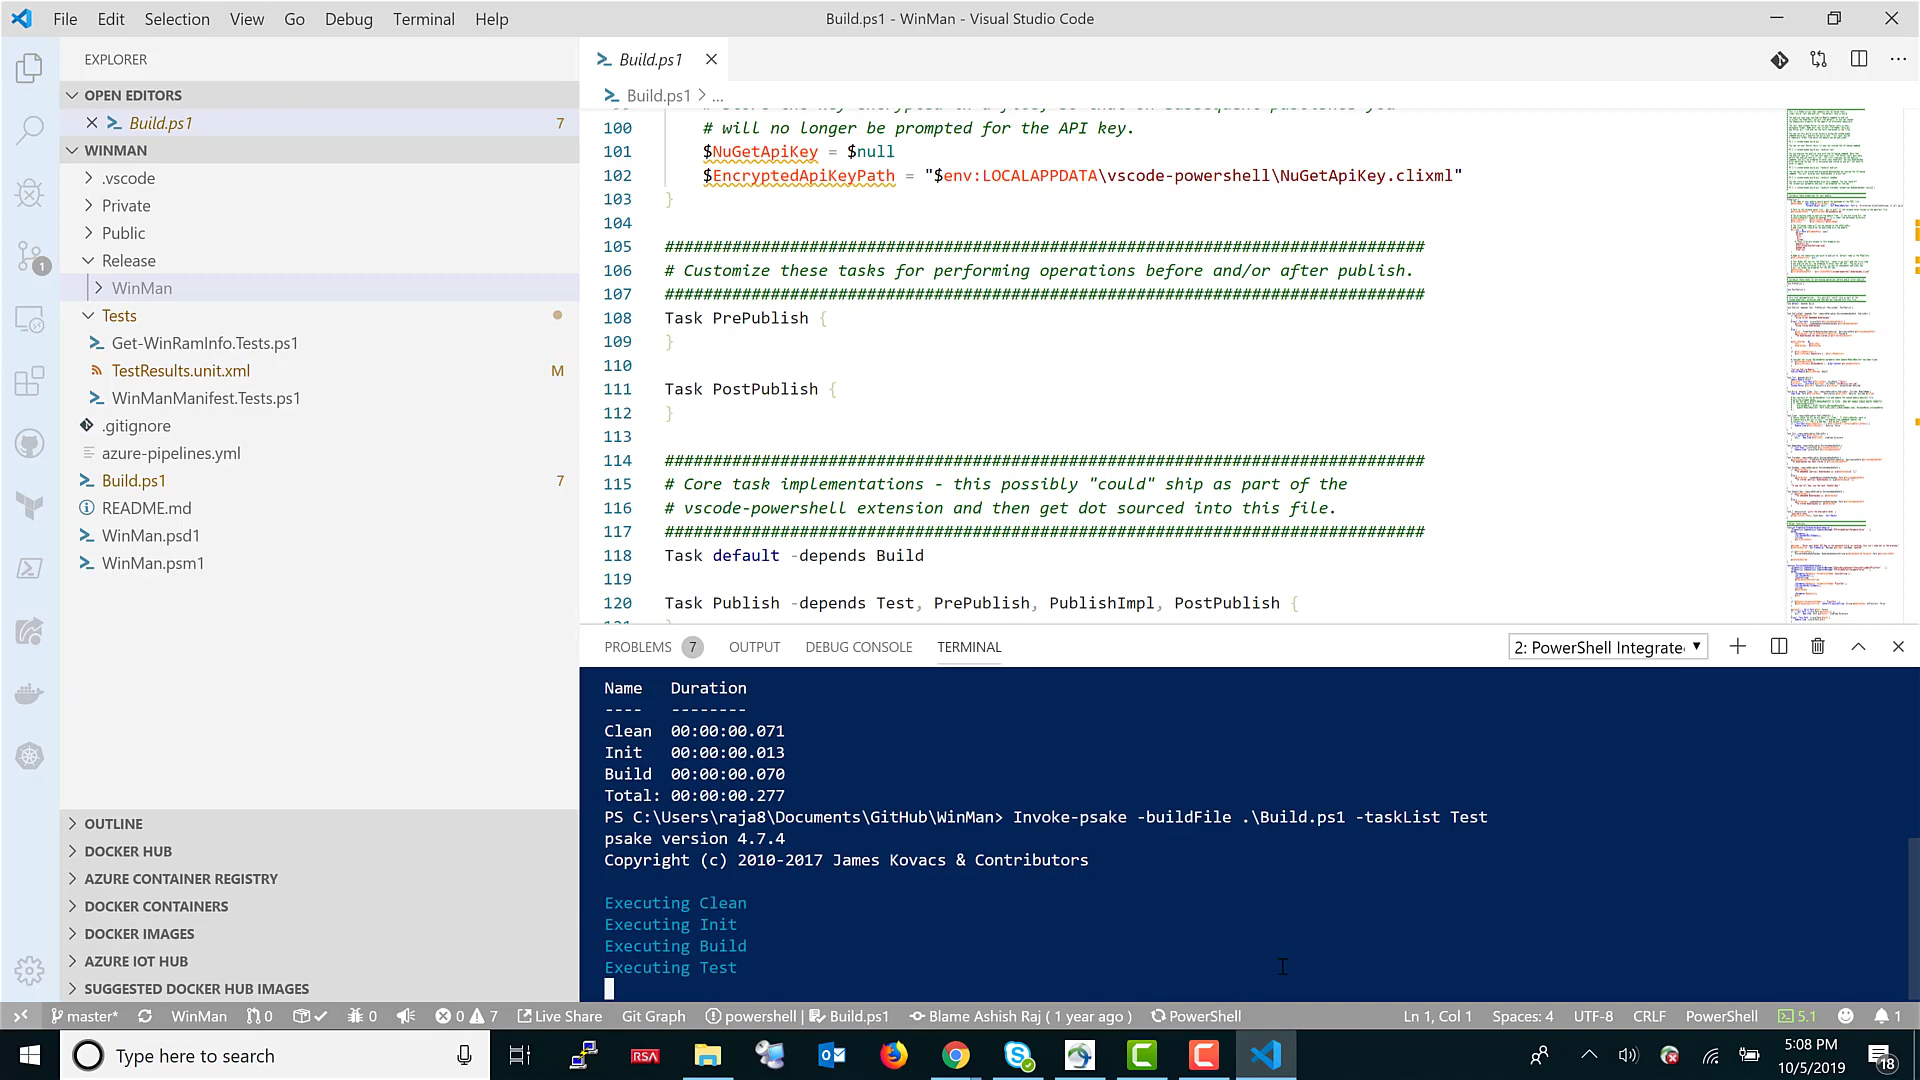 File Edit Selection View Go Debug Terminal Help
Build.ps1 - WinMan - Visual Studio Code
EXPLORER
OPEN EDITORS
Build.ps1 7
WINMAN
.vscode
Private
Public
Release
WinMan
Tests
Get-WinRamInfo.Tests.ps1
TestResults.unit.xml M
WinManManifest.Tests.ps1
.gitignore
azure-pipelines.yml
Build.ps1 7
README.md
WinMan.psd1
WinMan.psm1
1
OUTLINE
DOCKER HUB
AZURE CONTAINER REGISTRY
DOCKER CONTAINERS
DOCKER IMAGES
AZURE IOT HUB
SUGGESTED DOCKER HUB IMAGES
Build.ps1
Build.ps1 > ...
100 # will no longer be prompted for the API key.
101 $NuGetApiKey = $null
102 $EncryptedApiKeyPath = "$env:LOCALAPPDATA\vscode-powershell\NuGetApiKey.clixml"
103 }
104
105 ################################################################################
106 # Customize these tasks for performing operations before and/or after publish.
107 ################################################################################
108 Task PrePublish {
109 }
110
111 Task PostPublish {
112 }
113
114 ################################################################################
115 # Core task implementations - this possibly "could" ship as part of the
116 # vscode-powershell extension and then get dot sourced into this file.
117 ################################################################################
118 Task default -depends Build
119
120 Task Publish -depends Test, PrePublish, PublishImpl, PostPublish {
PROBLEMS 7 OUTPUT DEBUG CONSOLE TERMINAL
2: PowerShell Integrate
Name Duration
---- --------
Clean 00:00:00.071
Init 00:00:00.013
Build 00:00:00.070
Total: 00:00:00.277
PS C:\Users\raja8\Documents\GitHub\WinMan> Invoke-psake -buildFile .\Build.ps1 -taskList Test
psake version 4.7.4
Copyright (c) 2010-2017 James Kovacs & Contributors
Executing Clean
Executing Init
Executing Build
Executing Test
master* WinMan 0 0 0 7 Live Share Git Graph powershell | Build.ps1 Blame Ashish Raj ( 1 year ago ) PowerShell Ln 1, Col 1 Spaces: 4 UTF-8 CRLF PowerShell 5.1 1
Type here to search
RSA
5:08 PM
10/5/2019
18